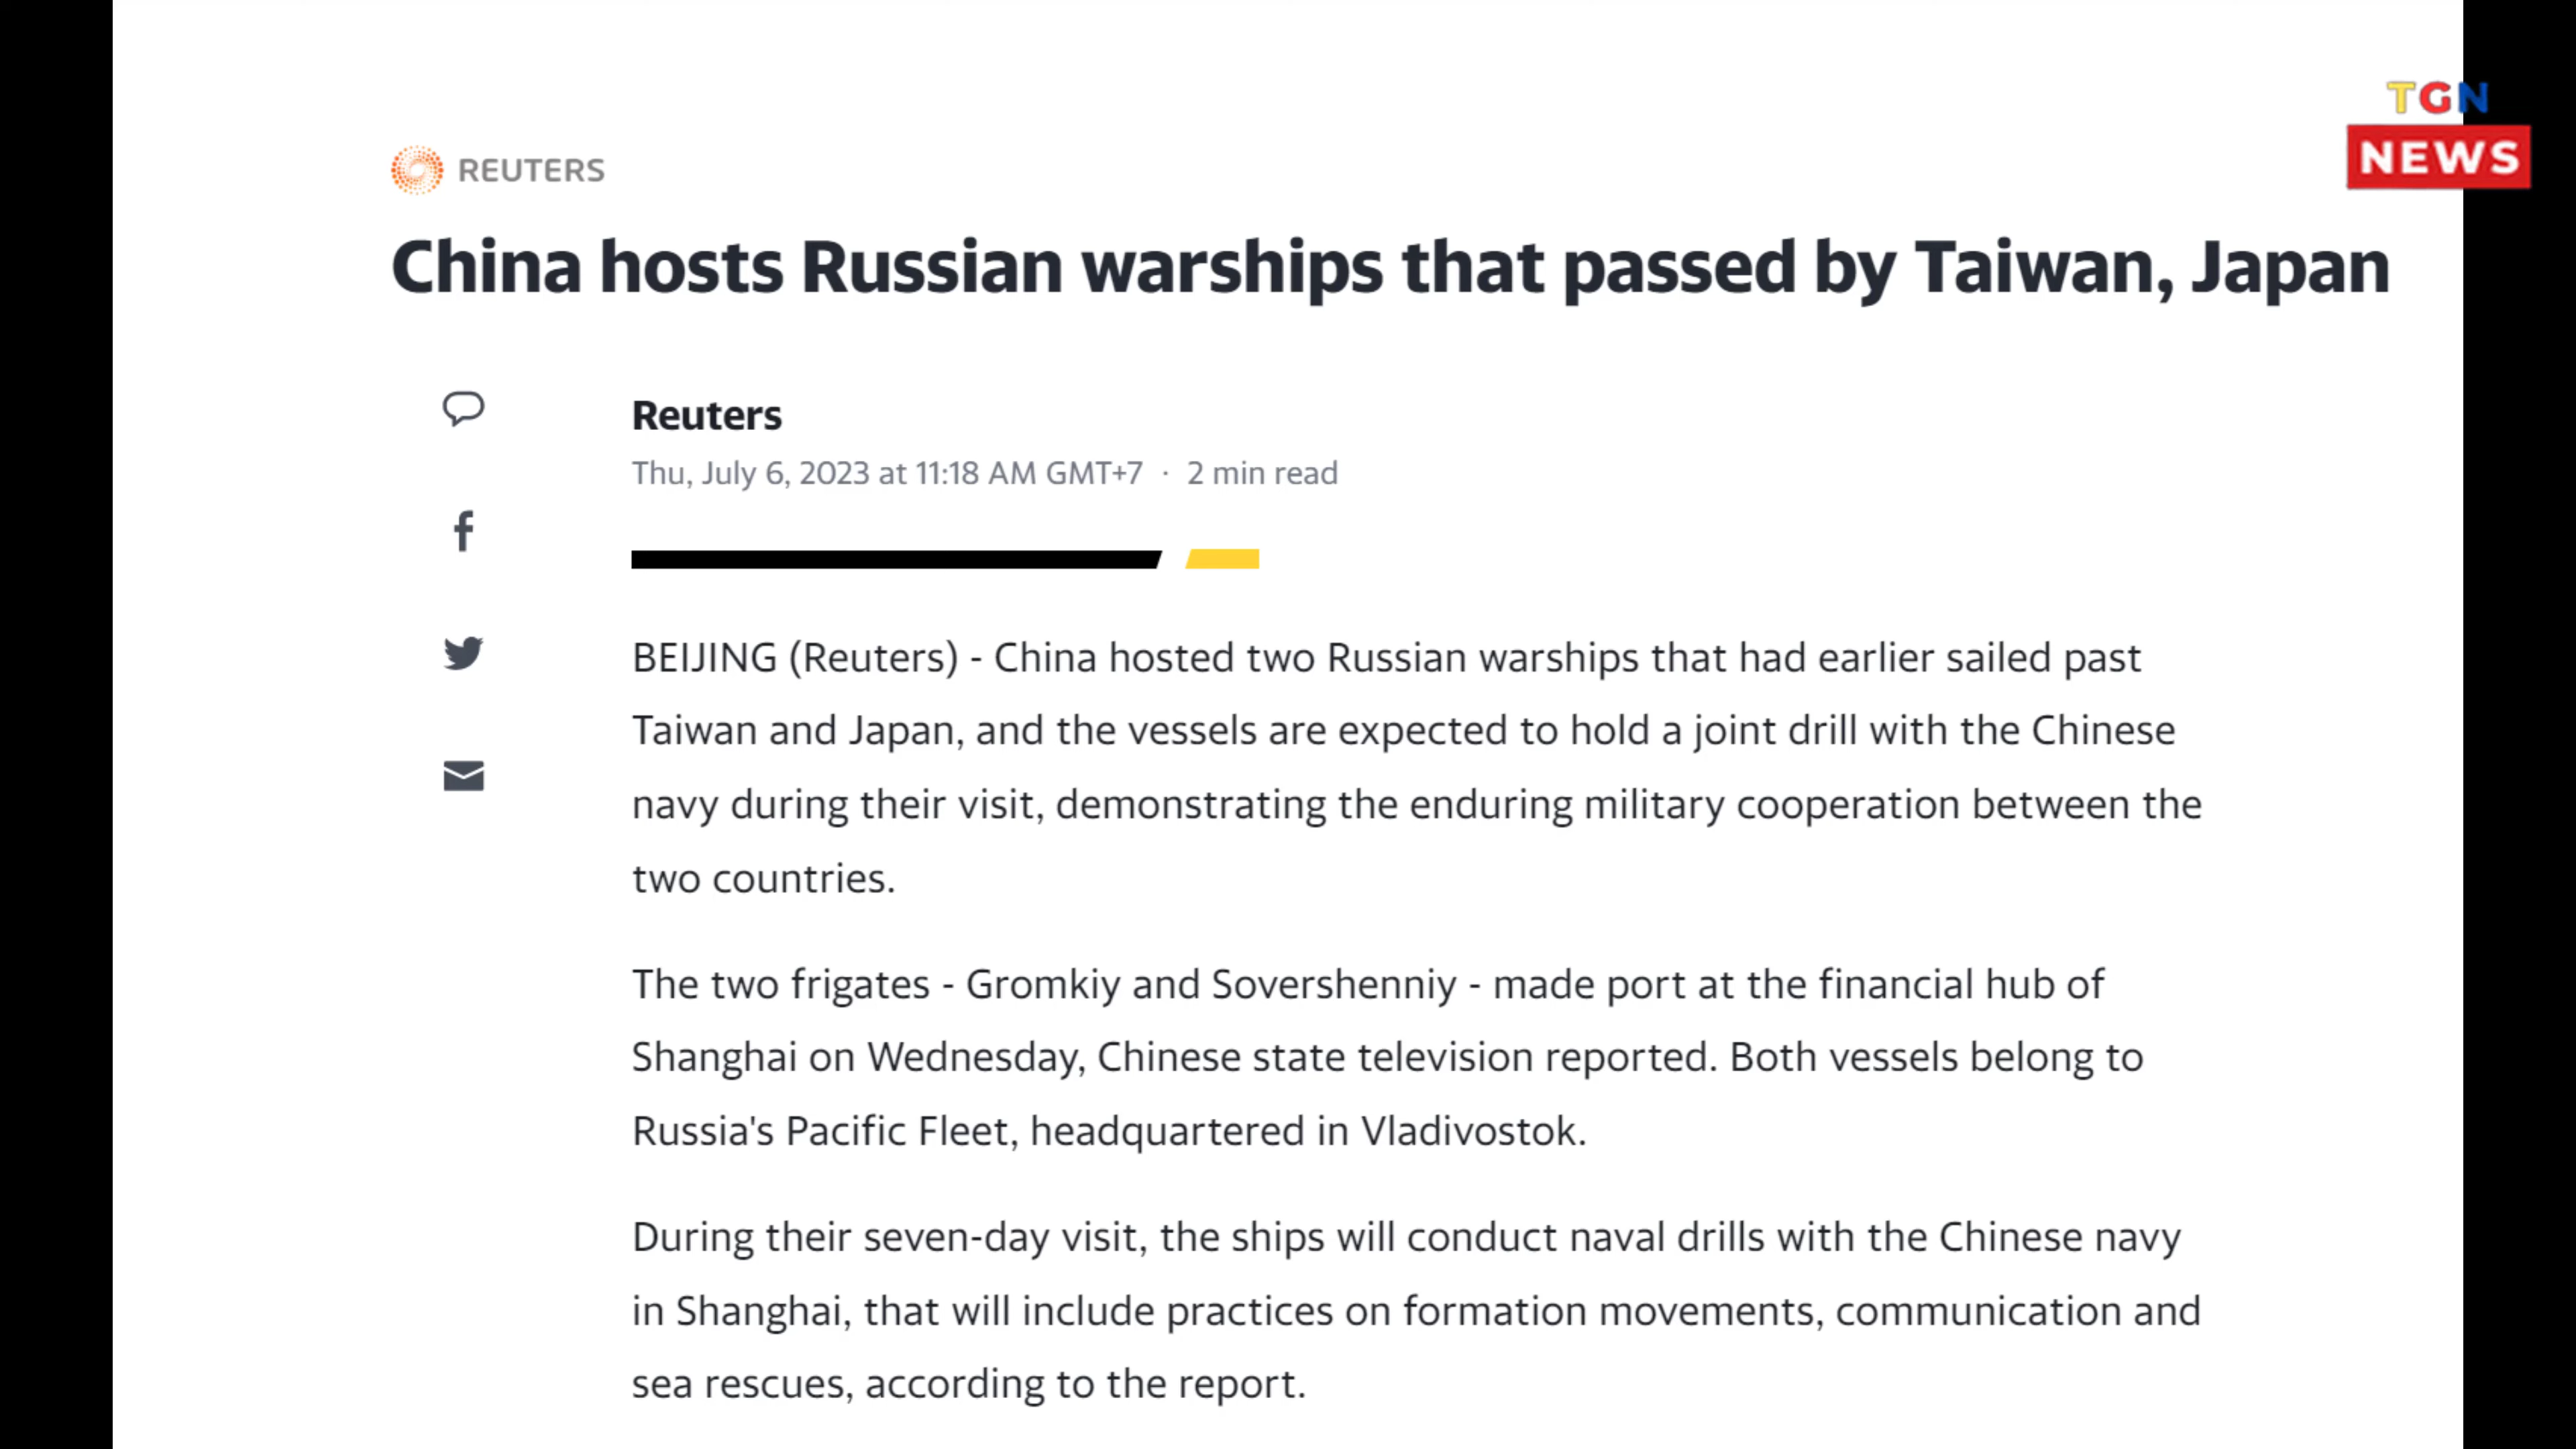 TGN
NEWS
REUTERS
China hosts Russian warships that passed by Taiwan, Japan
Reuters
Thu, July 6, 2023 at 11:18 AM GMT+7 · 2 min read
BEIJING (Reuters) - China hosted two Russian warships that had earlier sailed past
Taiwan and Japan, and the vessels are expected to hold a joint drill with the Chinese
navy during their visit, demonstrating the enduring military cooperation between the
two countries.
The two frigates - Gromkiy and Sovershenniy - made port at the financial hub of
Shanghai on Wednesday, Chinese state television reported. Both vessels belong to
Russia's Pacific Fleet, headquartered in Vladivostok.
During their seven-day visit, the ships will conduct naval drills with the Chinese navy
in Shanghai, that will include practices on formation movements, communication and
sea rescues, according to the report.